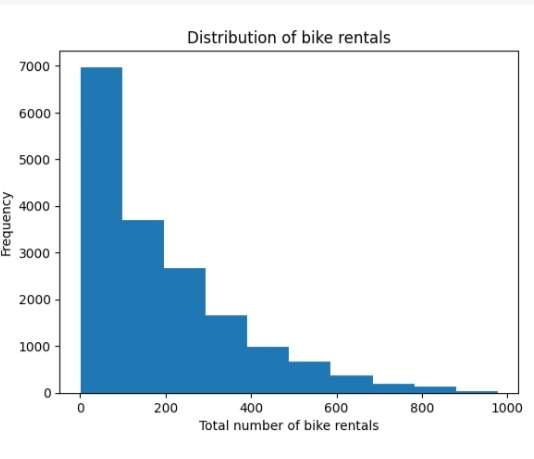 Distribution of bike rentals
7000
6000
5000
4000
3000
2000
1000
0
Frequency
0 200 400 600 800 1000
Total number of bike rentals